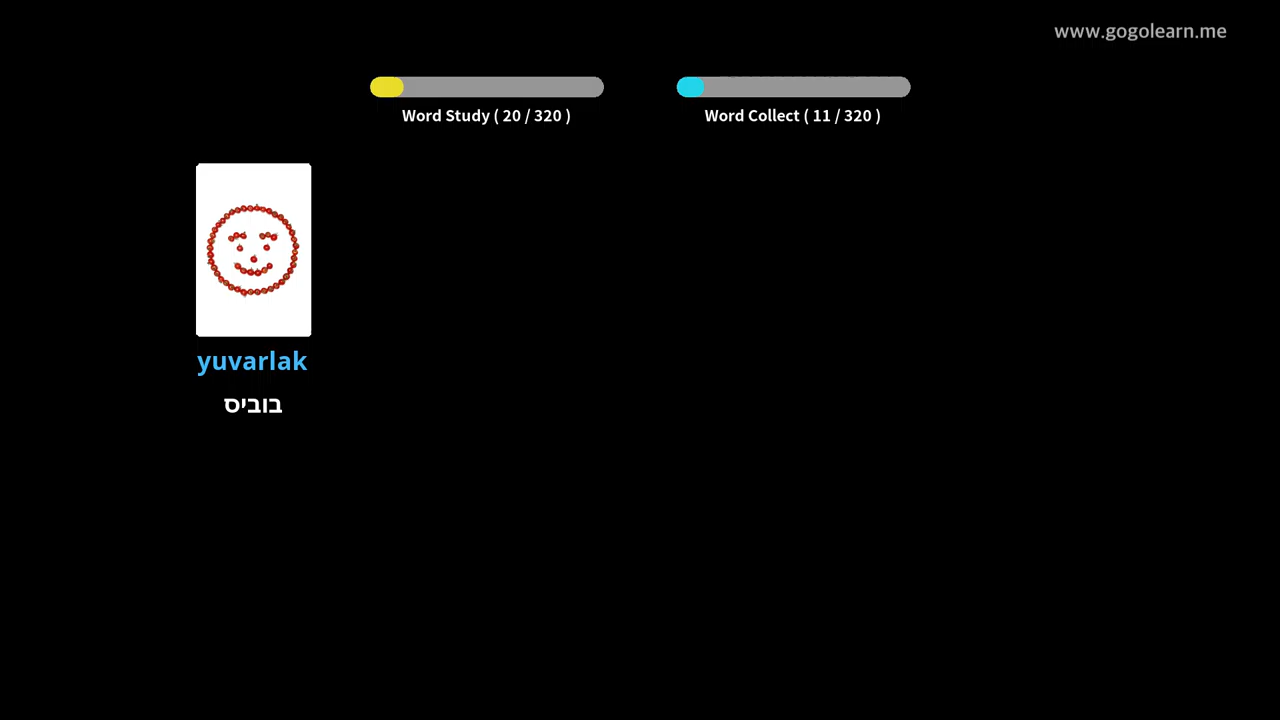 www.gogolearn.me
Word Study ( 20 / 320 )
Word Collect ( 11 / 320 )
yuvarlak
בוביס